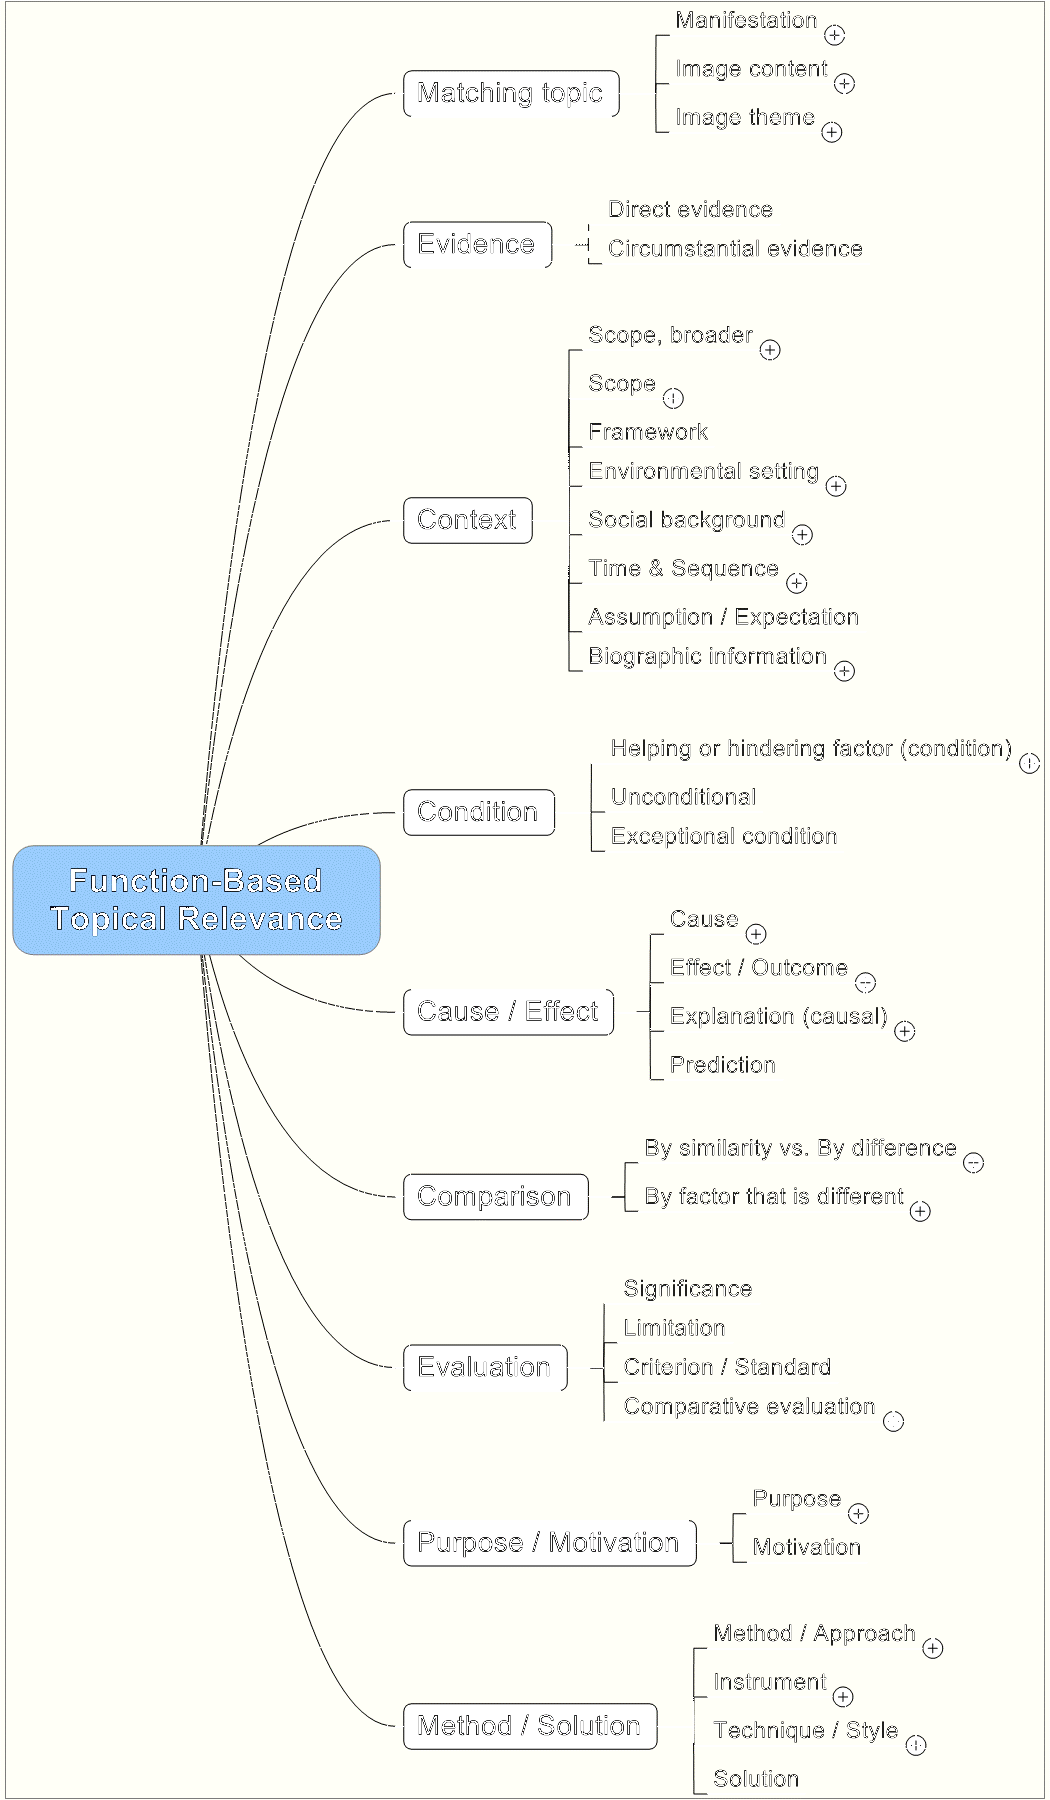 Manifestation
Image content
Matching topic
Image theme
Direct evidence
Evidence
Circumstantial evidence
Scope, broader
Scope
Framework
Environmental setting
Context
Social background
Time & Sequence
Assumption / Expectation
Biographic information
Helping or hindering factor (condition)
Condition
Unconditional
Exceptional condition
Function-Based
Topical Relevance
Cause
Effect / Outcome
Cause / Effect
Explanation (causal)
Prediction
By similarity vs. By difference
Comparison
By factor that is different
Significance
Limitation
Evaluation
Criterion / Standard
Comparative evaluation
Purpose
Purpose / Motivation
Motivation
Method / Approach
Instrument
Method / Solution
Technique / Style
Solution